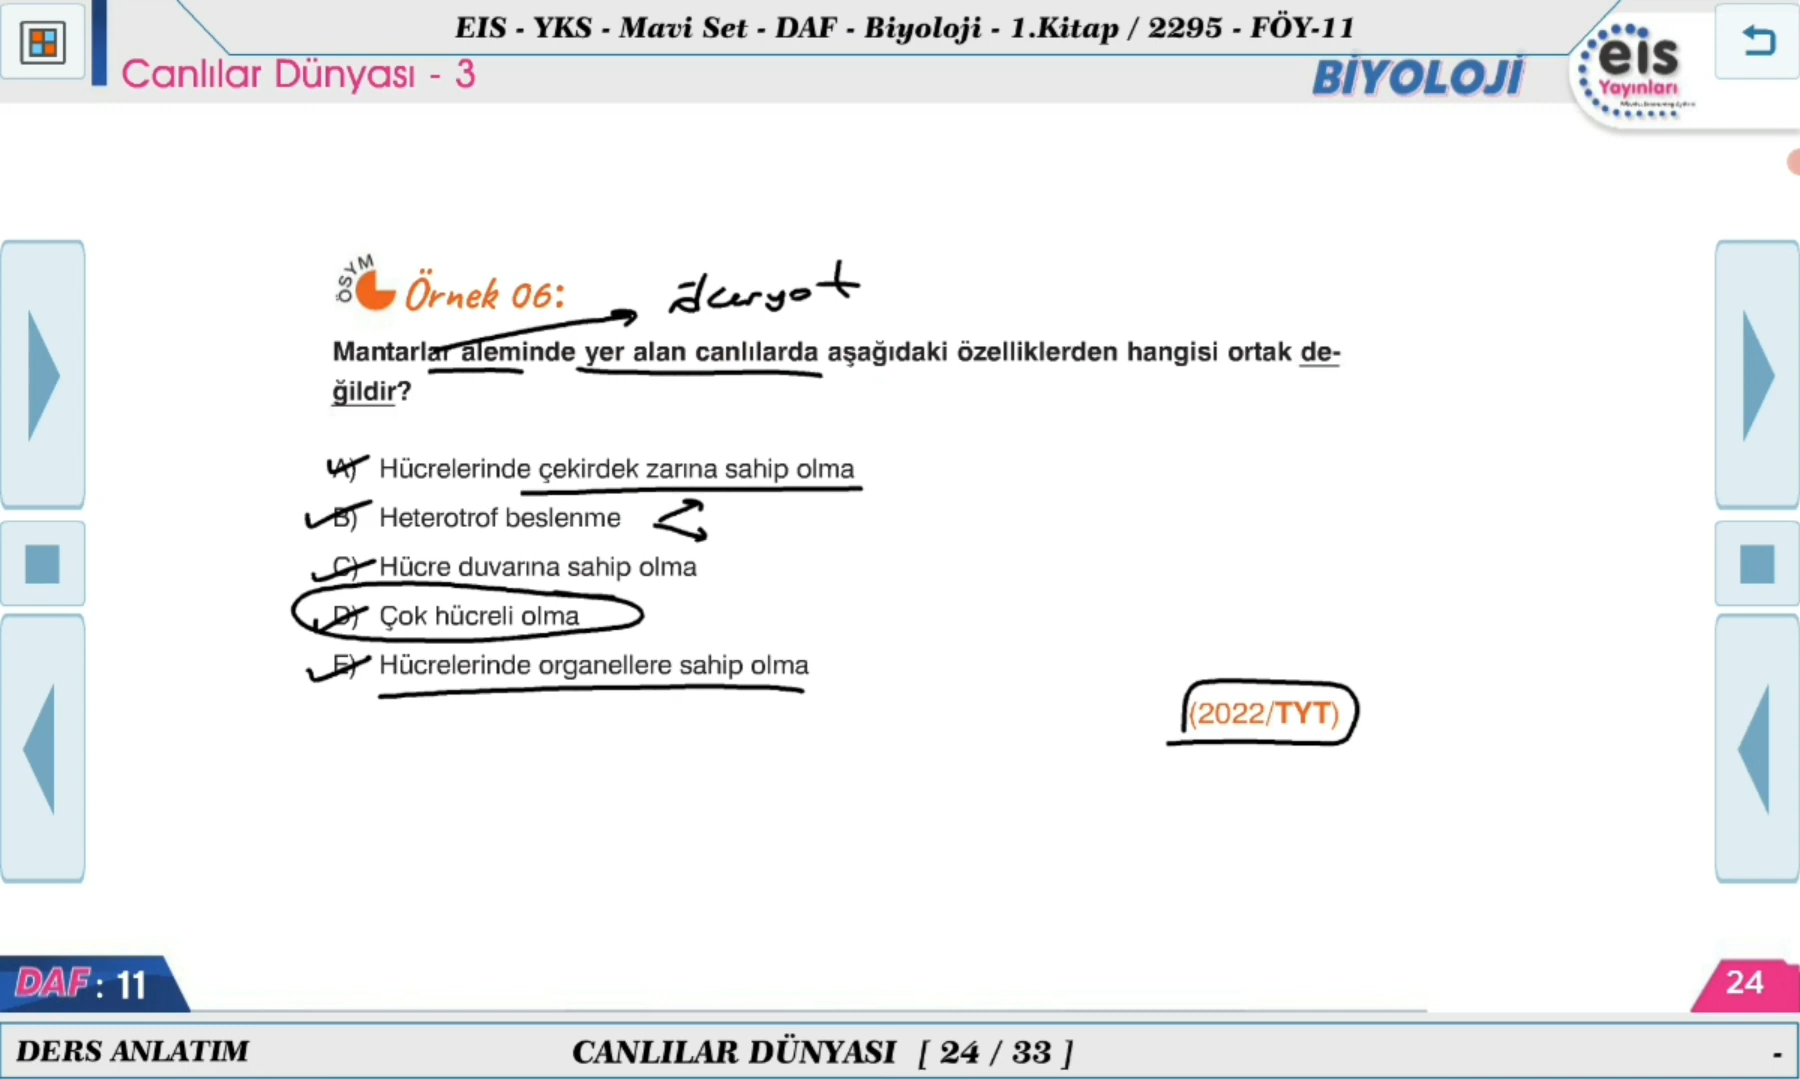 EIS - YKS - Mavi Set - DAF - Biyoloji - 1.Kitap / 2295 - FÖY-11
Canlılar Dünyası - 3
BİYOLOJİ
eis
Yayınları
ÖSYM
Örnek 06:
Mantarlar aleminde yer alan canlılarda aşağıdaki özelliklerden hangisi ortak de-
ğildir?
A) Hücrelerinde çekirdek zarına sahip olma
B) Heterotrof beslenme
C) Hücre duvarına sahip olma
D) Çok hücreli olma
E) Hücrelerinde organellere sahip olma
(2022/TYT)
DAF : 11
24
DERS ANLATIM
CANLILAR DÜNYASI [ 24 / 33 ]
-